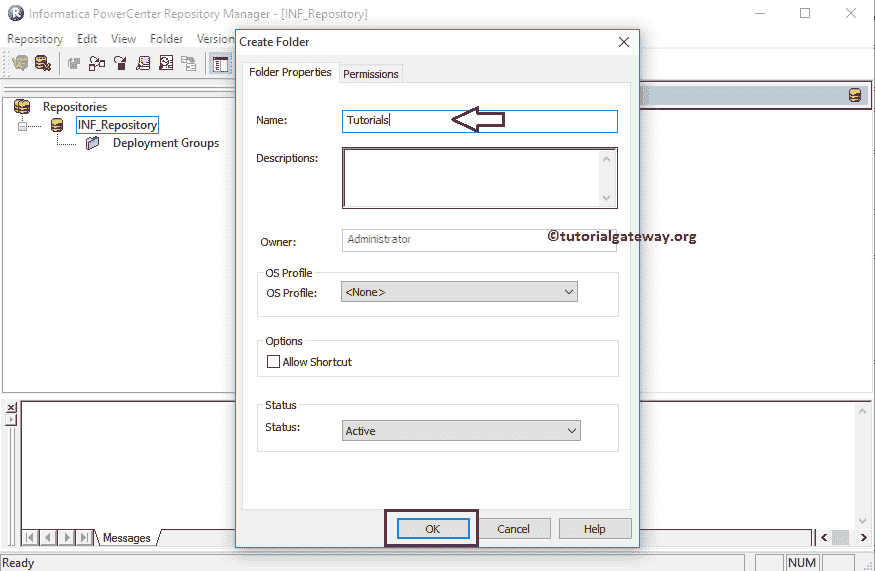 Informatica PowerCenter Repository Manager - [INF_Repository]
Repository Edit View Folder Version
Create Folder
Folder Properties Permissions
Repositories
INF_Repository
Deployment Groups
Name: Tutorials
Descriptions:
Owner: Administrator
©tutorialgateway.org
OS Profile
OS Profile: <None>
Options
Allow Shortcut
Status
Status: Active
OK Cancel Help
Messages
Ready NUM